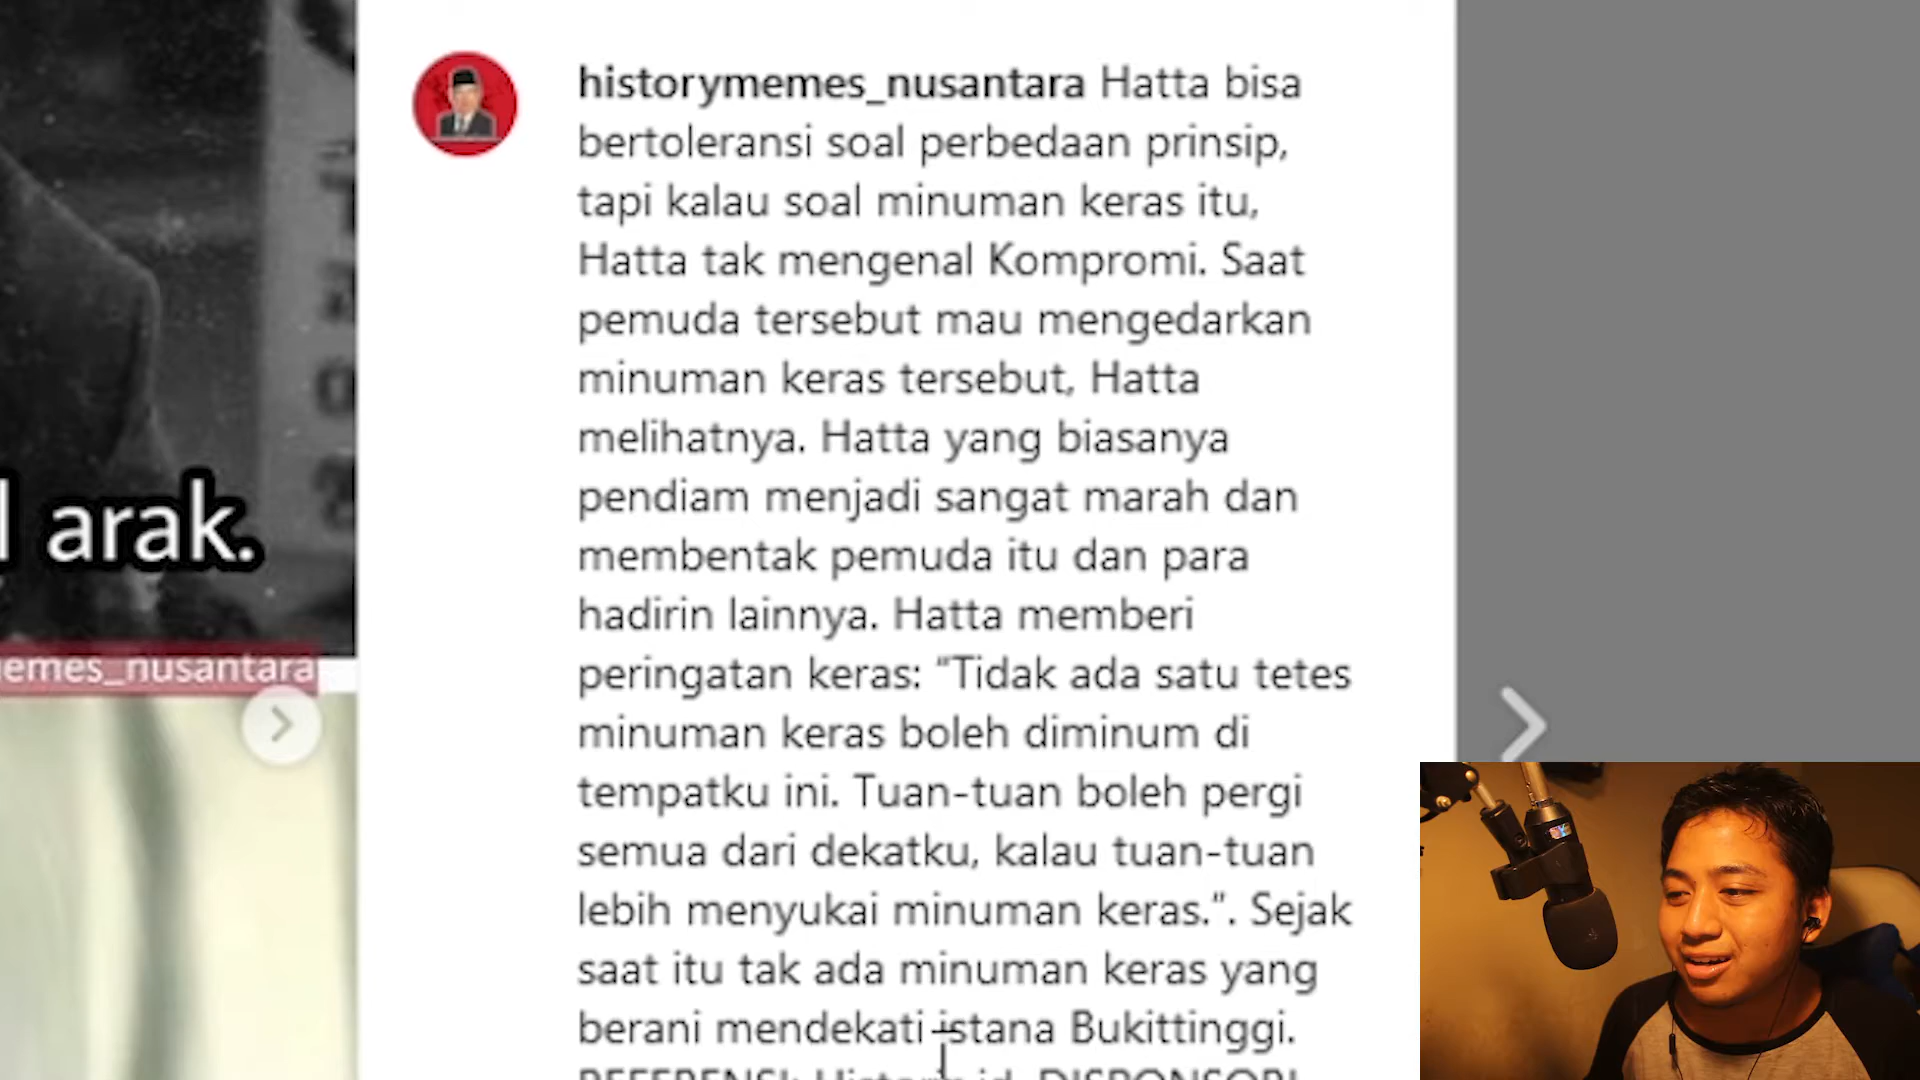 historymemes_nusantara Hatta bisa
bertoleransi soal perbedaan prinsip,
tapi kalau soal minuman keras itu,
Hatta tak mengenal Kompromi. Saat
pemuda tersebut mau mengedarkan
minuman keras tersebut, Hatta
melihatnya. Hatta yang biasanya
pendiam menjadi sangat marah dan
membentak pemuda itu dan para
hadirin lainnya. Hatta memberi
peringatan keras: “Tidak ada satu tetes
minuman keras boleh diminum di
tempatku ini. Tuan-tuan boleh pergi
semua dari dekatku, kalau tuan-tuan
lebih menyukai minuman keras.”. Sejak
saat itu tak ada minuman keras yang
berani mendekati istana Bukittinggi.
arak.
emes_nusantara